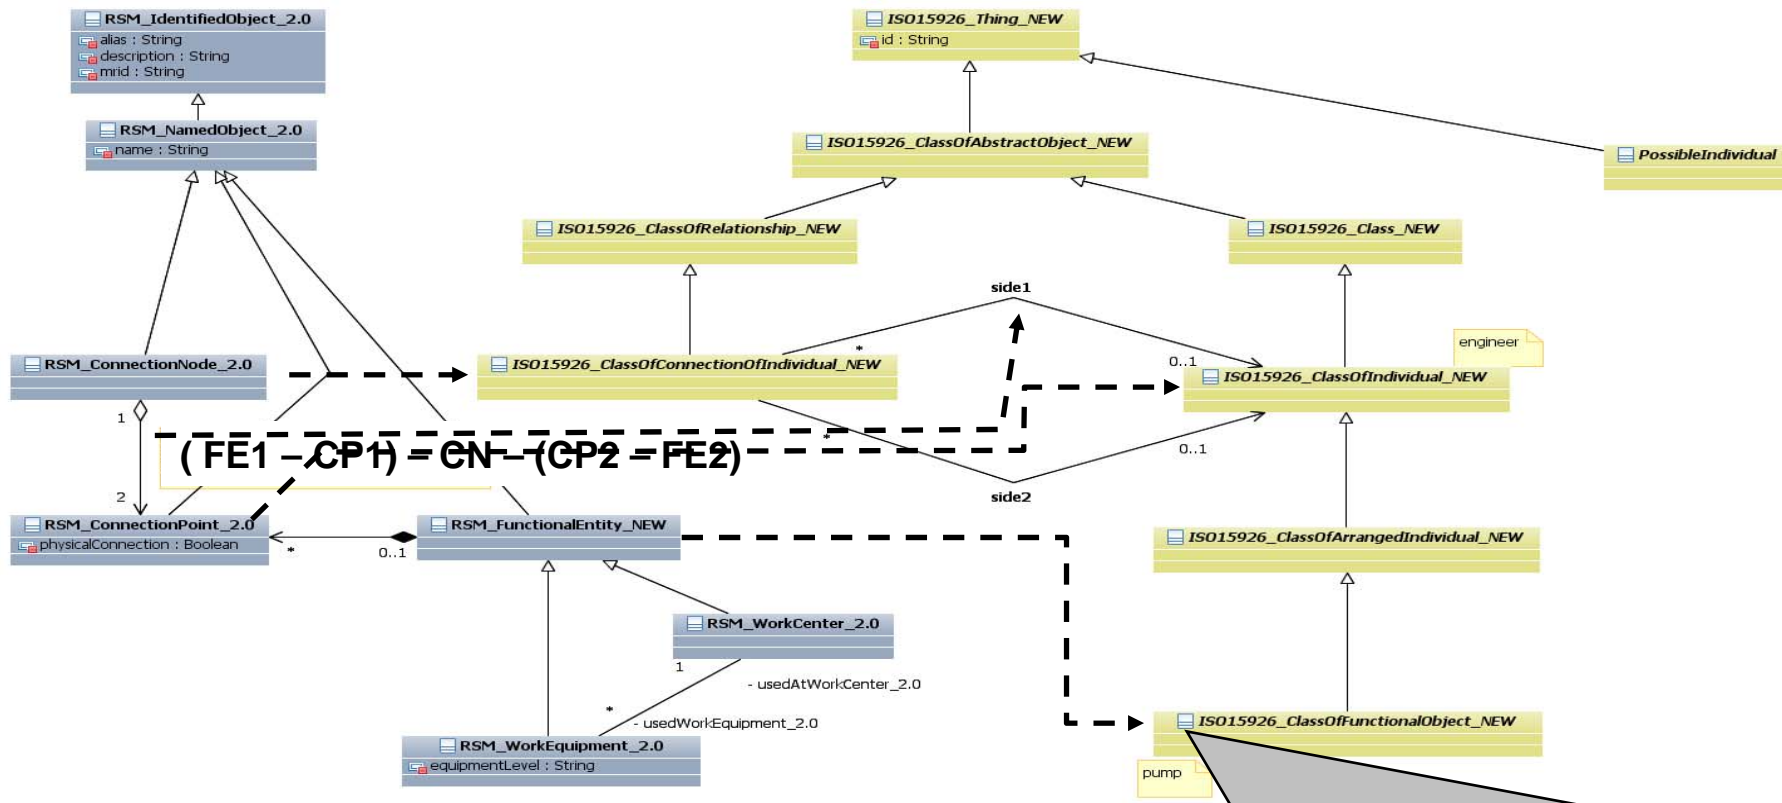 RSM_IdentifiedObject_2.0
alias : String
description : String
mrid : String
RSM_NamedObject_2.0
name : String
ISO15926_Thing_NEW
id : String
ISO15926_ClassOfAbstractObject_NEW
PossibleIndividual
ISO15926_ClassOfRelationship_NEW
ISO15926_Class_NEW
side1
engineer
RSM_ConnectionNode_2.0
ISO15926_ClassOfConnectionOfIndividual_NEW
*
0..1
ISO15926_ClassOfIndividual_NEW
1
( FE1 – CP1) – CN – (CP2 – FE2)
*
0..1
2
side2
RSM_ConnectionPoint_2.0
physicalConnection : Boolean
*
0..1
RSM_FunctionalEntity_NEW
ISO15926_ClassOfArrangedIndividual_NEW
RSM_WorkCenter_2.0
1
- usedAtWorkCenter_2.0
*
- usedWorkEquipment_2.0
RSM_WorkEquipment_2.0
equipmentLevel : String
ISO15926_ClassOfFunctionalObject_NEW
pump